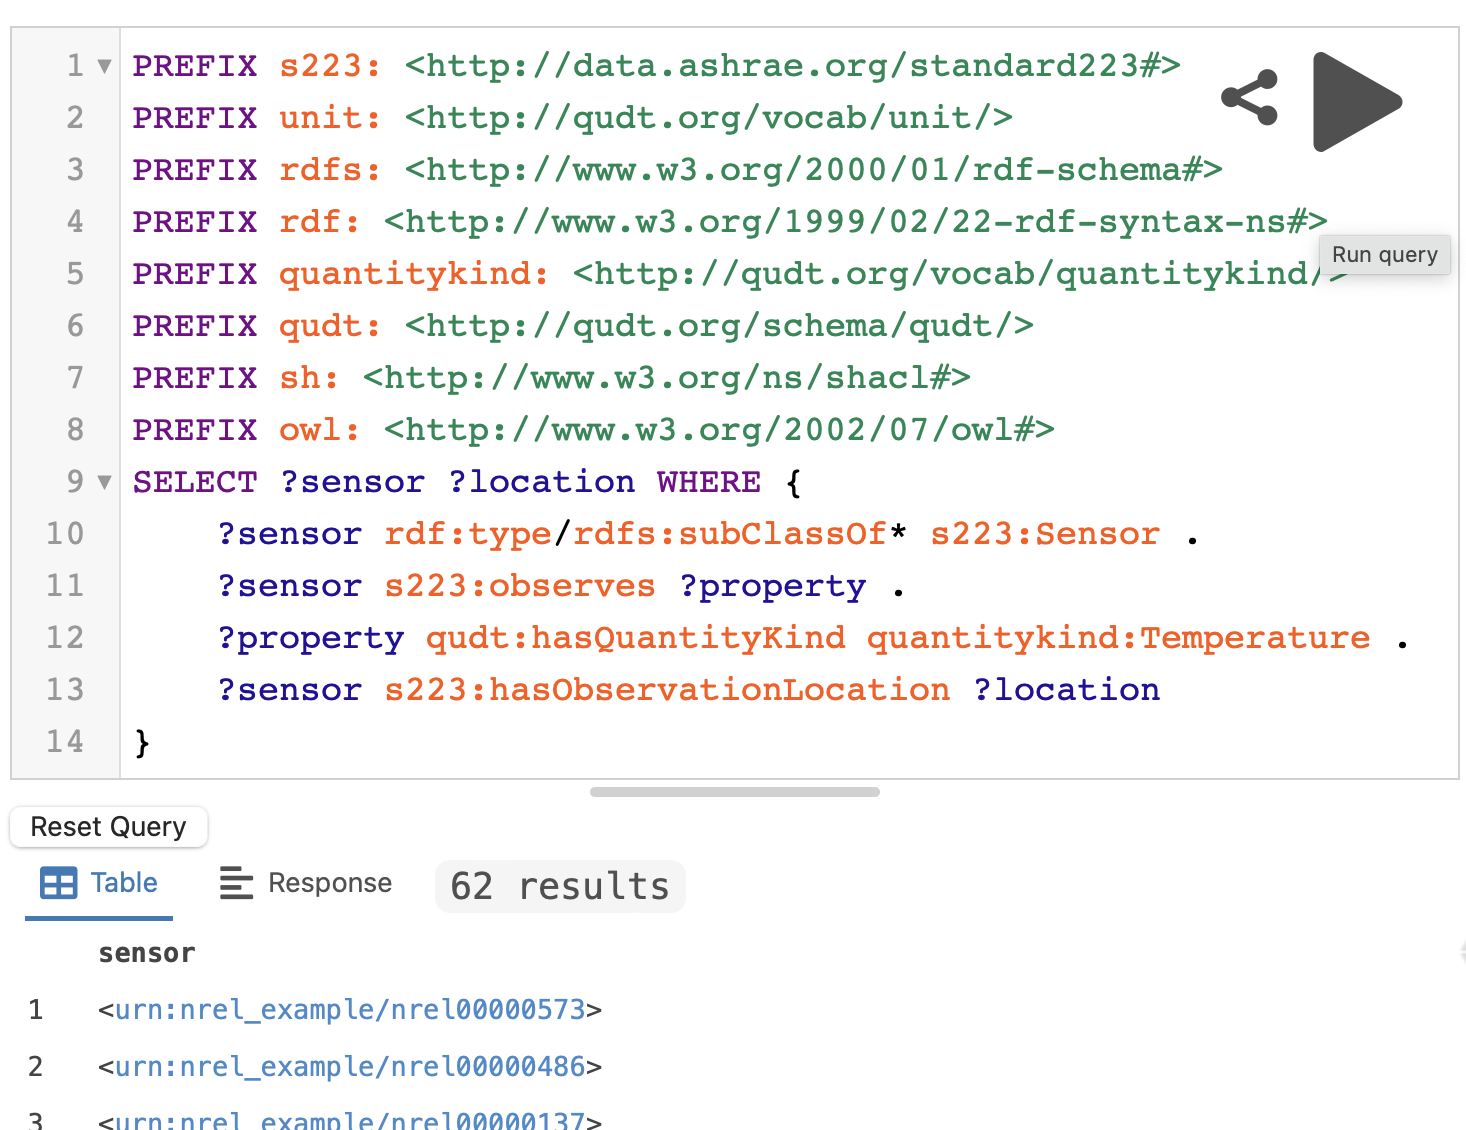 1 ▼ PREFIX s223: <http://data.ashrae.org/standard223#>
2 PREFIX unit: <http://qudt.org/vocab/unit/>
3 PREFIX rdfs: <http://www.w3.org/2000/01/rdf-schema#>
4 PREFIX rdf: <http://www.w3.org/1999/02/22-rdf-syntax-ns#>
Run query
5 PREFIX quantitykind: <http://qudt.org/vocab/quantitykind/>
6 PREFIX qudt: <http://qudt.org/schema/qudt/>
7 PREFIX sh: <http://www.w3.org/ns/shacl#>
8 PREFIX owl: <http://www.w3.org/2002/07/owl#>
9 ▼ SELECT ?sensor ?location WHERE {
10 ?sensor rdf:type/rdfs:subClassOf* s223:Sensor .
11 ?sensor s223:observes ?property .
12 ?property qudt:hasQuantityKind quantitykind:Temperature .
13 ?sensor s223:hasObservationLocation ?location
14 }
Reset Query
Table Response 62 results
sensor
1 <urn:nrel_example/nrel00000573>
2 <urn:nrel_example/nrel00000486>
3 <urn:nrel_example/nrel00000137>